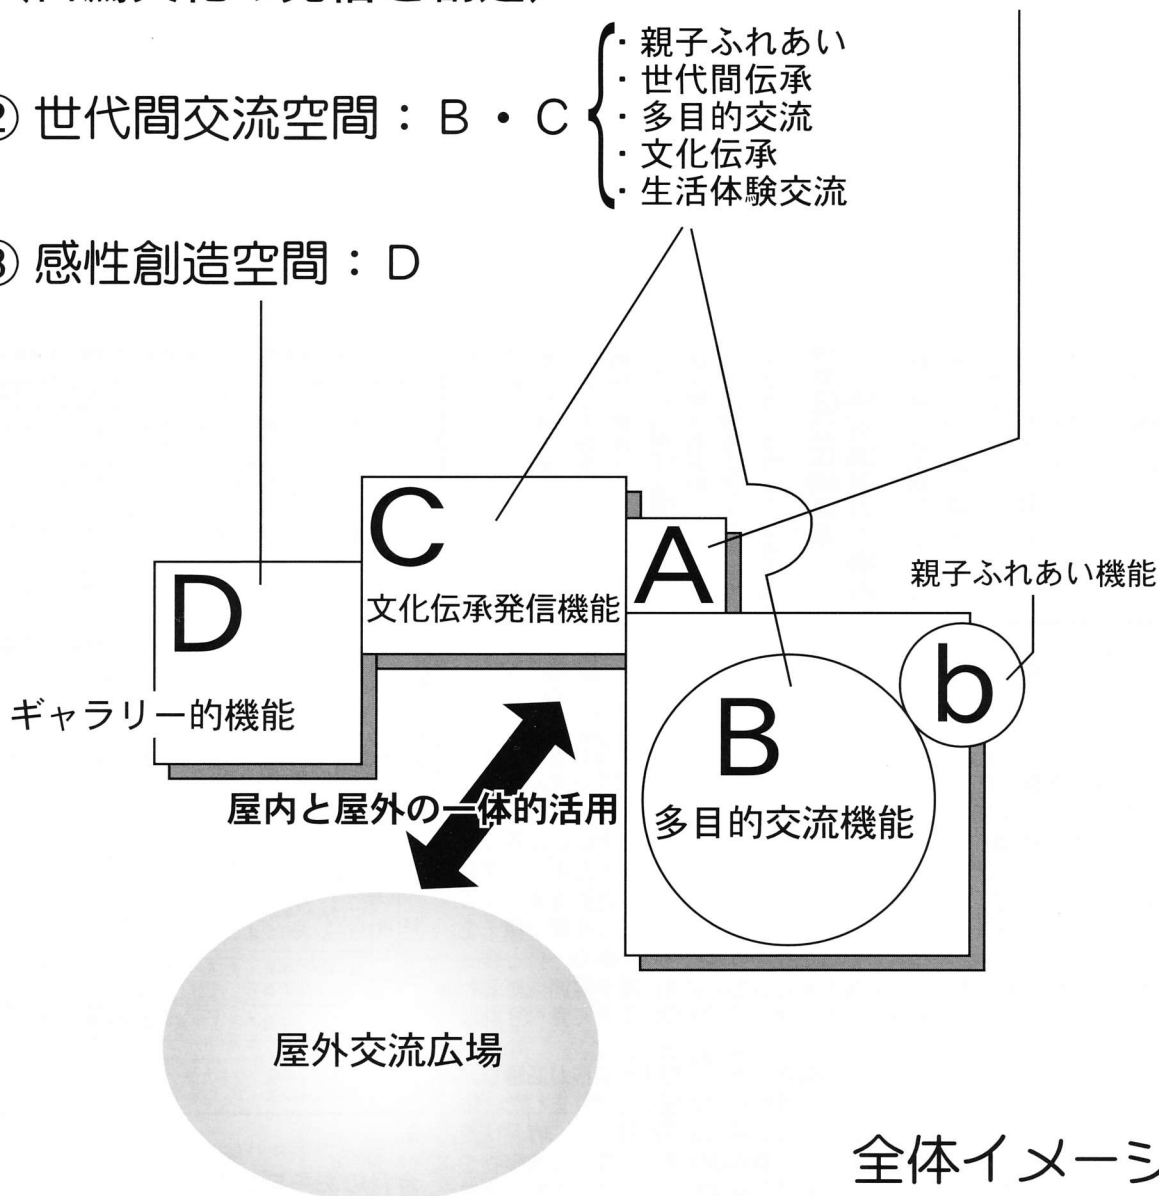 ② 世代間交流空間：B・C
・親子ふれあい
・世代間伝承
・多目的交流
・文化伝承
・生活体験交流
③ 感性創造空間：D
C
文化伝承発信機能
A
D
ギャラリー的機能
親子ふれあい機能
b
B
多目的交流機能
屋内と屋外の一体的活用
屋外交流広場
全体イメージ